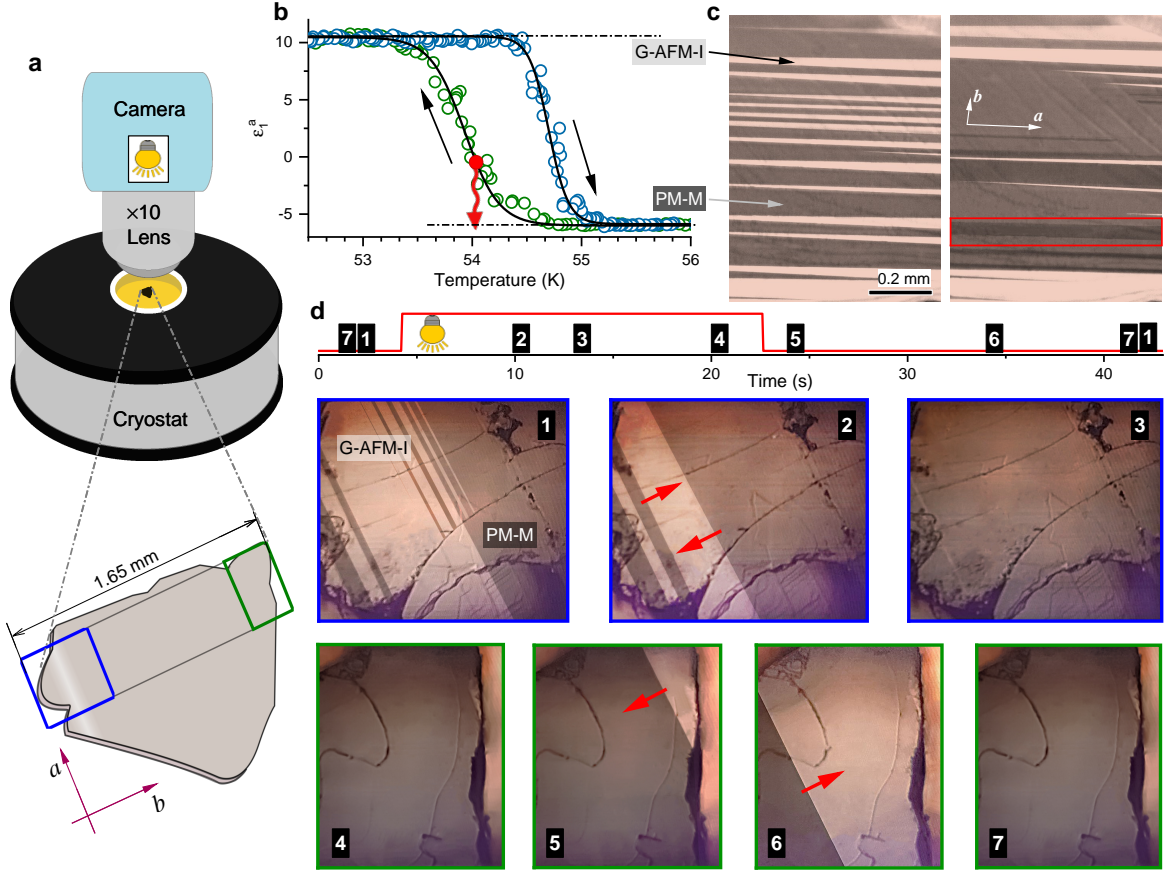 a
Camera
×10
Lens
Cryostat
1.65 mm
a
b
b
10
5
0
-5
ε₁ᵃ
53
54
55
56
Temperature (K)
c
G-AFM-I
PM-M
0.2 mm
b
a
d
7 1 2 3 4 5 6 7 1
0 10 20 30 40
Time (s)
1
G-AFM-I
PM-M
2
3
4
5
6
7